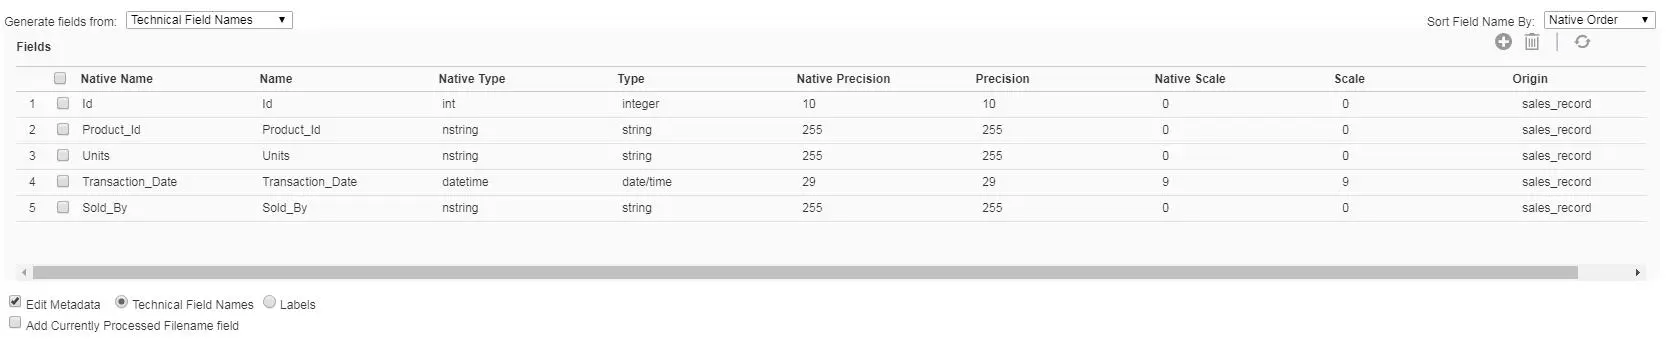 Generate fields from: Technical Field Names Sort Field Name By: Native Order
Fields
Native Name Name Native Type Type Native Precision Precision Native Scale Scale Origin
1 Id Id int integer 10 10 0 0 sales_record
2 Product_Id Product_Id nstring string 255 255 0 0 sales_record
3 Units Units nstring string 255 255 0 0 sales_record
4 Transaction_Date Transaction_Date datetime date/time 29 29 9 9 sales_record
5 Sold_By Sold_By nstring string 255 255 0 0 sales_record
Edit Metadata Technical Field Names Labels
Add Currently Processed Filename field